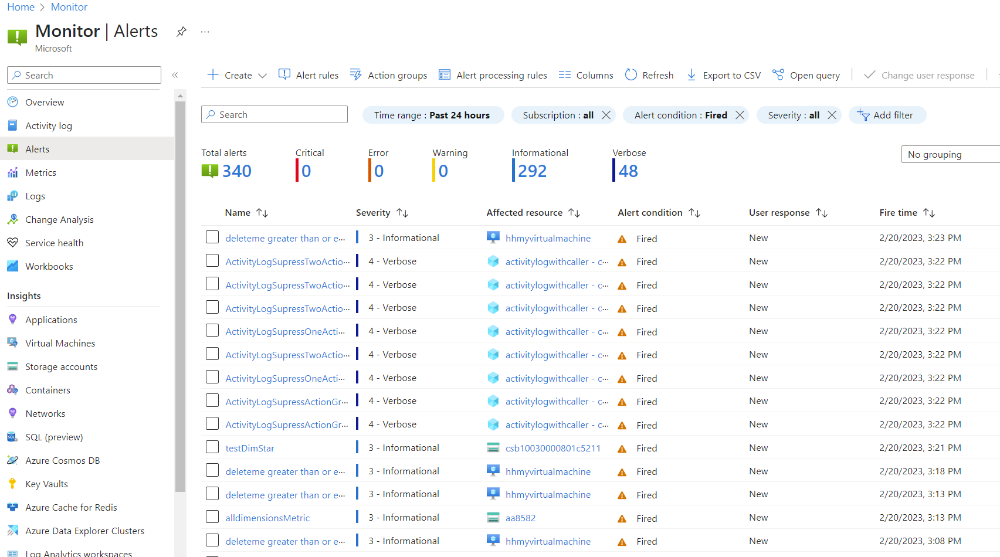 Home > Monitor
Monitor | Alerts
Microsoft
Search
Create
Alert rules
Action groups
Alert processing rules
Columns
Refresh
Export to CSV
Open query
Change user response
Overview
Activity log
Alerts
Metrics
Logs
Change Analysis
Service health
Workbooks
Insights
Applications
Virtual Machines
Storage accounts
Containers
Networks
SQL (preview)
Azure Cosmos DB
Key Vaults
Azure Cache for Redis
Azure Data Explorer Clusters
Log Analytics workspaces
Search
Time range : Past 24 hours
Subscription : all
Alert condition : Fired
Severity : all
Add filter
Total alerts Critical Error Warning Informational Verbose
340 0 0 0 292 48
No grouping
Name Severity Affected resource Alert condition User response Fire time
deleteme greater than or e... 3 - Informational hhmyvirtualmachine Fired New 2/20/2023, 3:23 PM
ActivityLogSupressTwoActio... 4 - Verbose activitylogwithcaller - c... Fired New 2/20/2023, 3:22 PM
ActivityLogSupressTwoActio... 4 - Verbose activitylogwithcaller - c... Fired New 2/20/2023, 3:22 PM
ActivityLogSupressTwoActio... 4 - Verbose activitylogwithcaller - c... Fired New 2/20/2023, 3:22 PM
ActivityLogSupressOneActi... 4 - Verbose activitylogwithcaller - c... Fired New 2/20/2023, 3:22 PM
ActivityLogSupressTwoActio... 4 - Verbose activitylogwithcaller - c... Fired New 2/20/2023, 3:22 PM
ActivityLogSupressOneActi... 4 - Verbose activitylogwithcaller - c... Fired New 2/20/2023, 3:22 PM
ActivityLogSupressActionGr... 4 - Verbose activitylogwithcaller - c... Fired New 2/20/2023, 3:22 PM
ActivityLogSupressActionGr... 4 - Verbose activitylogwithcaller - c... Fired New 2/20/2023, 3:22 PM
testDimStar 3 - Informational csb10030000801c5211 Fired New 2/20/2023, 3:21 PM
deleteme greater than or e... 3 - Informational hhmyvirtualmachine Fired New 2/20/2023, 3:18 PM
deleteme greater than or e... 3 - Informational hhmyvirtualmachine Fired New 2/20/2023, 3:13 PM
alldimensionsMetric 3 - Informational aa8582 Fired New 2/20/2023, 3:13 PM
deleteme greater than or e... 3 - Informational hhmyvirtualmachine Fired New 2/20/2023, 3:08 PM